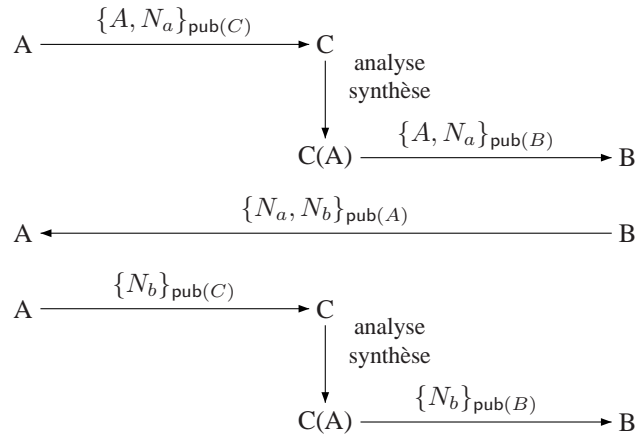 {A, N_a}_pub(C)
A C
analyse
synthèse
{A, N_a}_pub(B)
C(A) B
{N_a, N_b}_pub(A)
A B
{N_b}_pub(C)
A C
analyse
synthèse
{N_b}_pub(B)
C(A) B